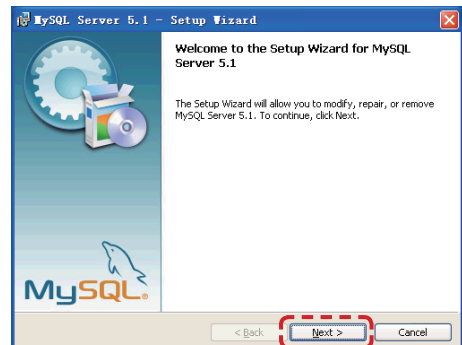 MySQL Server 5.1 - Setup Wizard
Welcome to the Setup Wizard for MySQL
Server 5.1
The Setup Wizard will allow you to modify, repair, or remove
MySQL Server 5.1. To continue, click Next.
MySQL®
< Back
Next >
Cancel